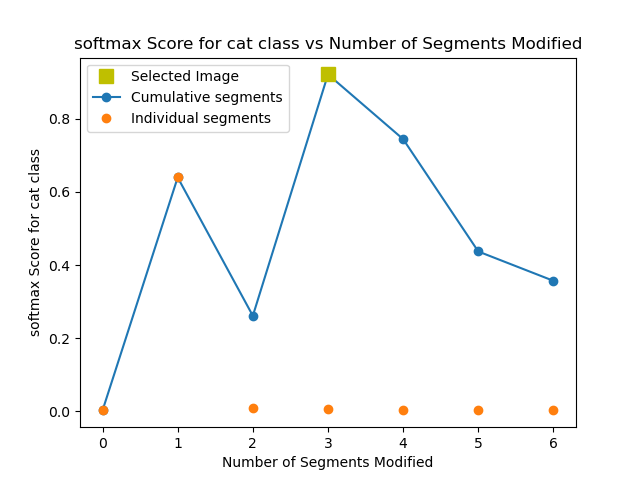 softmax Score for cat class vs Number of Segments Modified
Selected Image
Cumulative segments
Individual segments
softmax Score for cat class
0.8
0.6
0.4
0.2
0.0
0 1 2 3 4 5 6
Number of Segments Modified